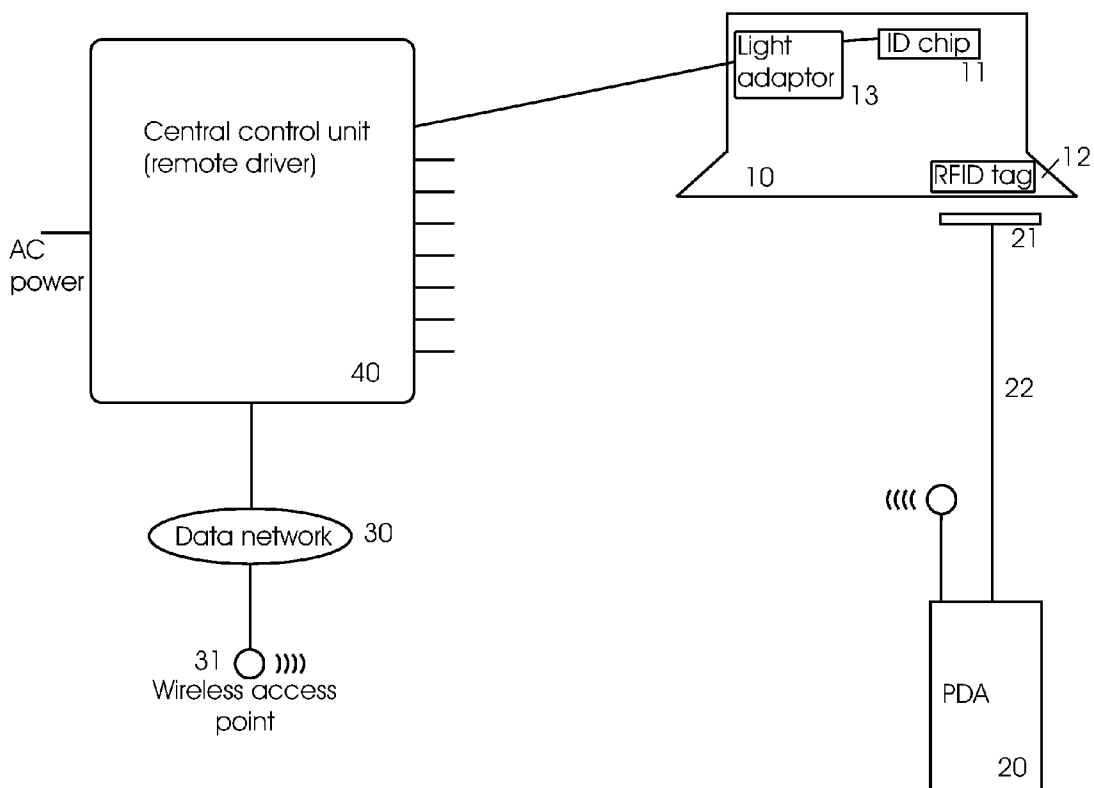 Central control unit
(remote driver)
40
AC
power
Data network
30
31
Wireless access
point
Light
adaptor
13
ID chip
11
10
RFID tag
12
21
22
PDA
20